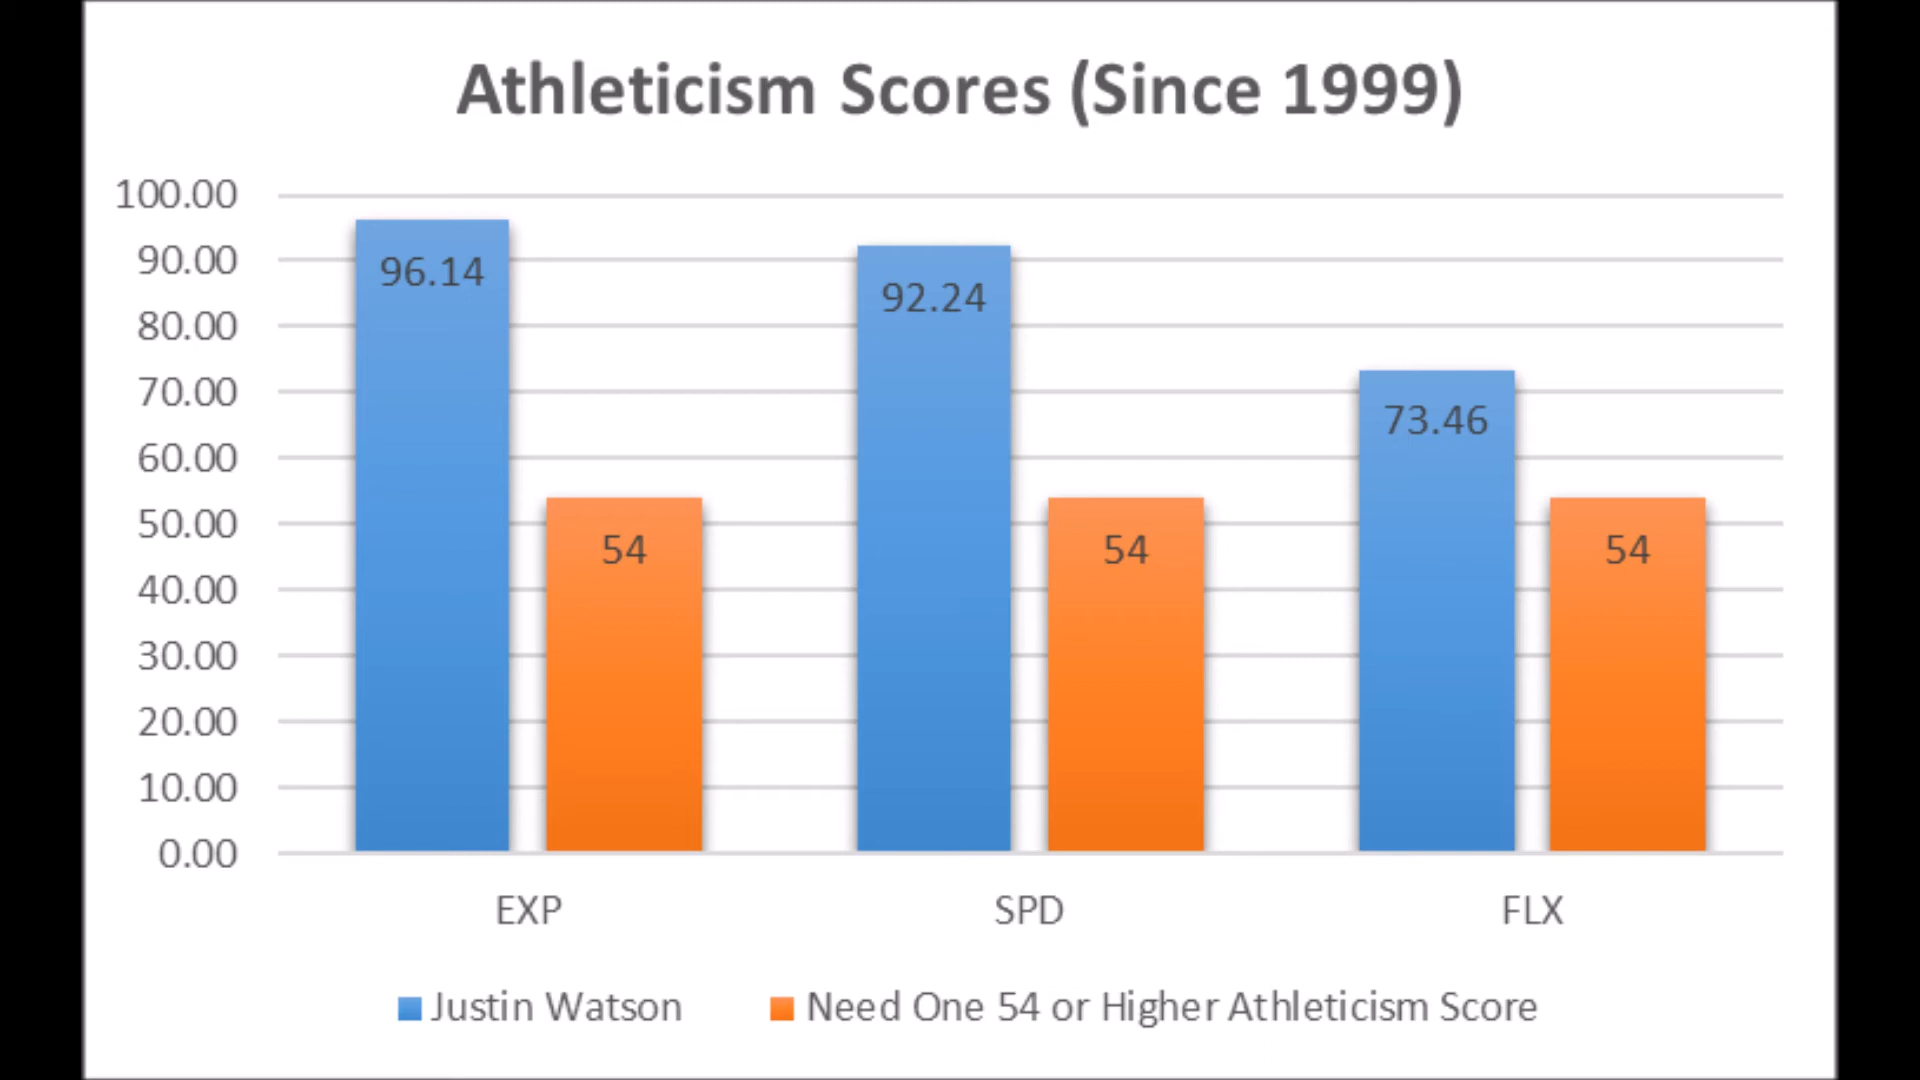 Athleticism Scores (Since 1999)
100.00
90.00
80.00
70.00
60.00
50.00
40.00
30.00
20.00
10.00
0.00
96.14
54
92.24
54
73.46
54
EXP
SPD
FLX
Justin Watson
Need One 54 or Higher Athleticism Score